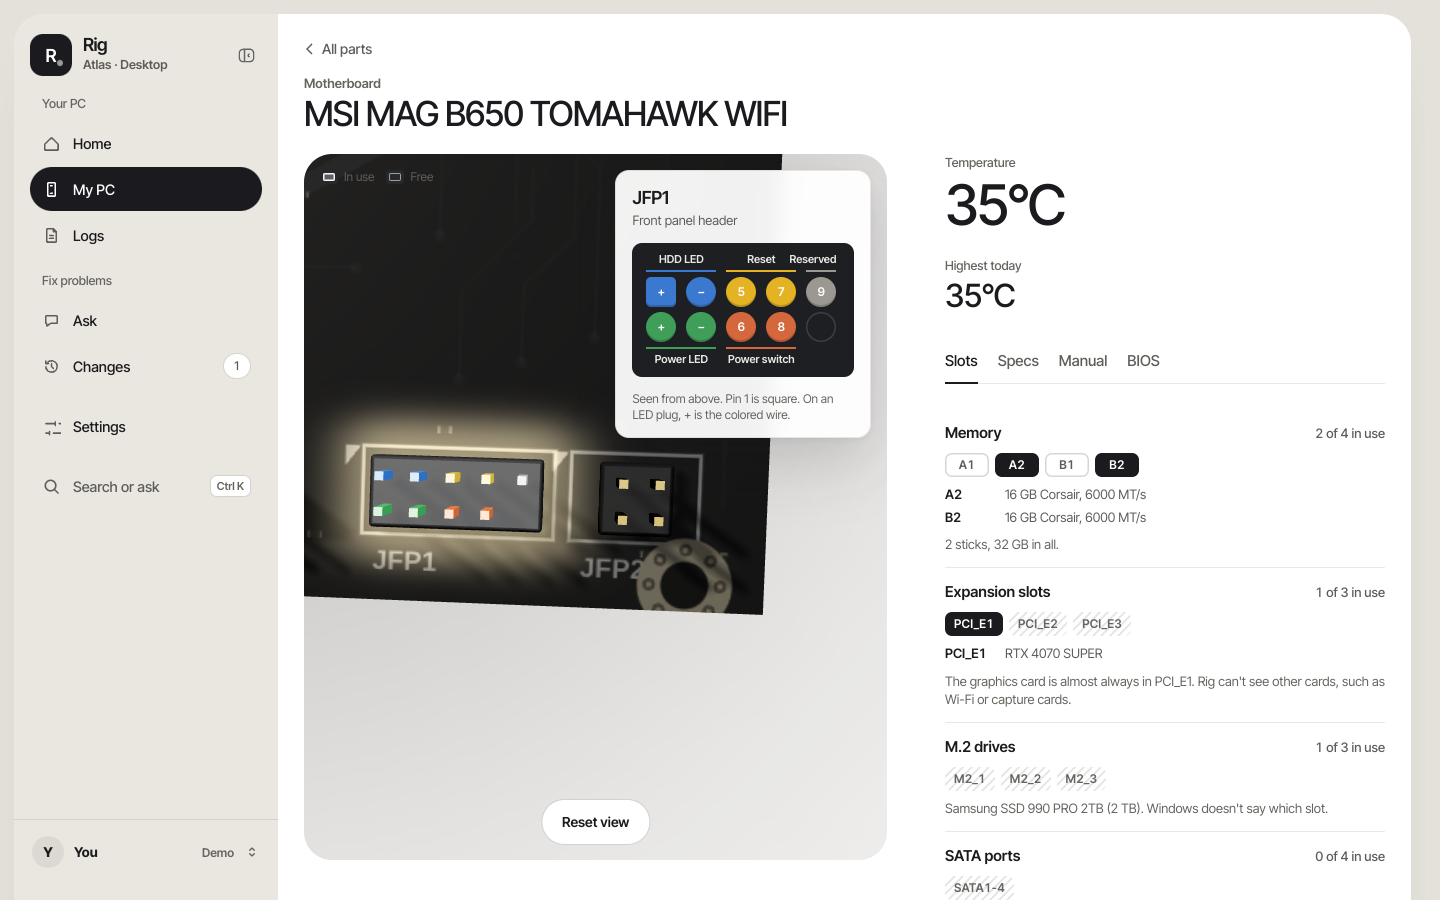 R.
Rig
Atlas · Desktop
Your PC
Home
My PC
Logs
Fix problems
Ask
Changes
1
Settings
Search or ask
Ctrl K
Y
You
Demo
All parts
Motherboard
MSI MAG B650 TOMAHAWK WIFI
In use
Free
JFP1
Front panel header
HDD LED
Reset
Reserved
+ − 5 7 9
+ − 6 8
Power LED
Power switch
Seen from above. Pin 1 is square. On an
LED plug, + is the colored wire.
JFP1
JFP2
Reset view
Temperature
35°C
Highest today
35°C
Slots
Specs
Manual
BIOS
Memory
2 of 4 in use
A1
A2
B1
B2
A2
16 GB Corsair, 6000 MT/s
B2
16 GB Corsair, 6000 MT/s
2 sticks, 32 GB in all.
Expansion slots
1 of 3 in use
PCI_E1
PCI_E2
PCI_E3
PCI_E1
RTX 4070 SUPER
The graphics card is almost always in PCI_E1. Rig can't see other cards, such as
Wi-Fi or capture cards.
M.2 drives
1 of 3 in use
M2_1
M2_2
M2_3
Samsung SSD 990 PRO 2TB (2 TB). Windows doesn't say which slot.
SATA ports
0 of 4 in use
SATA1-4